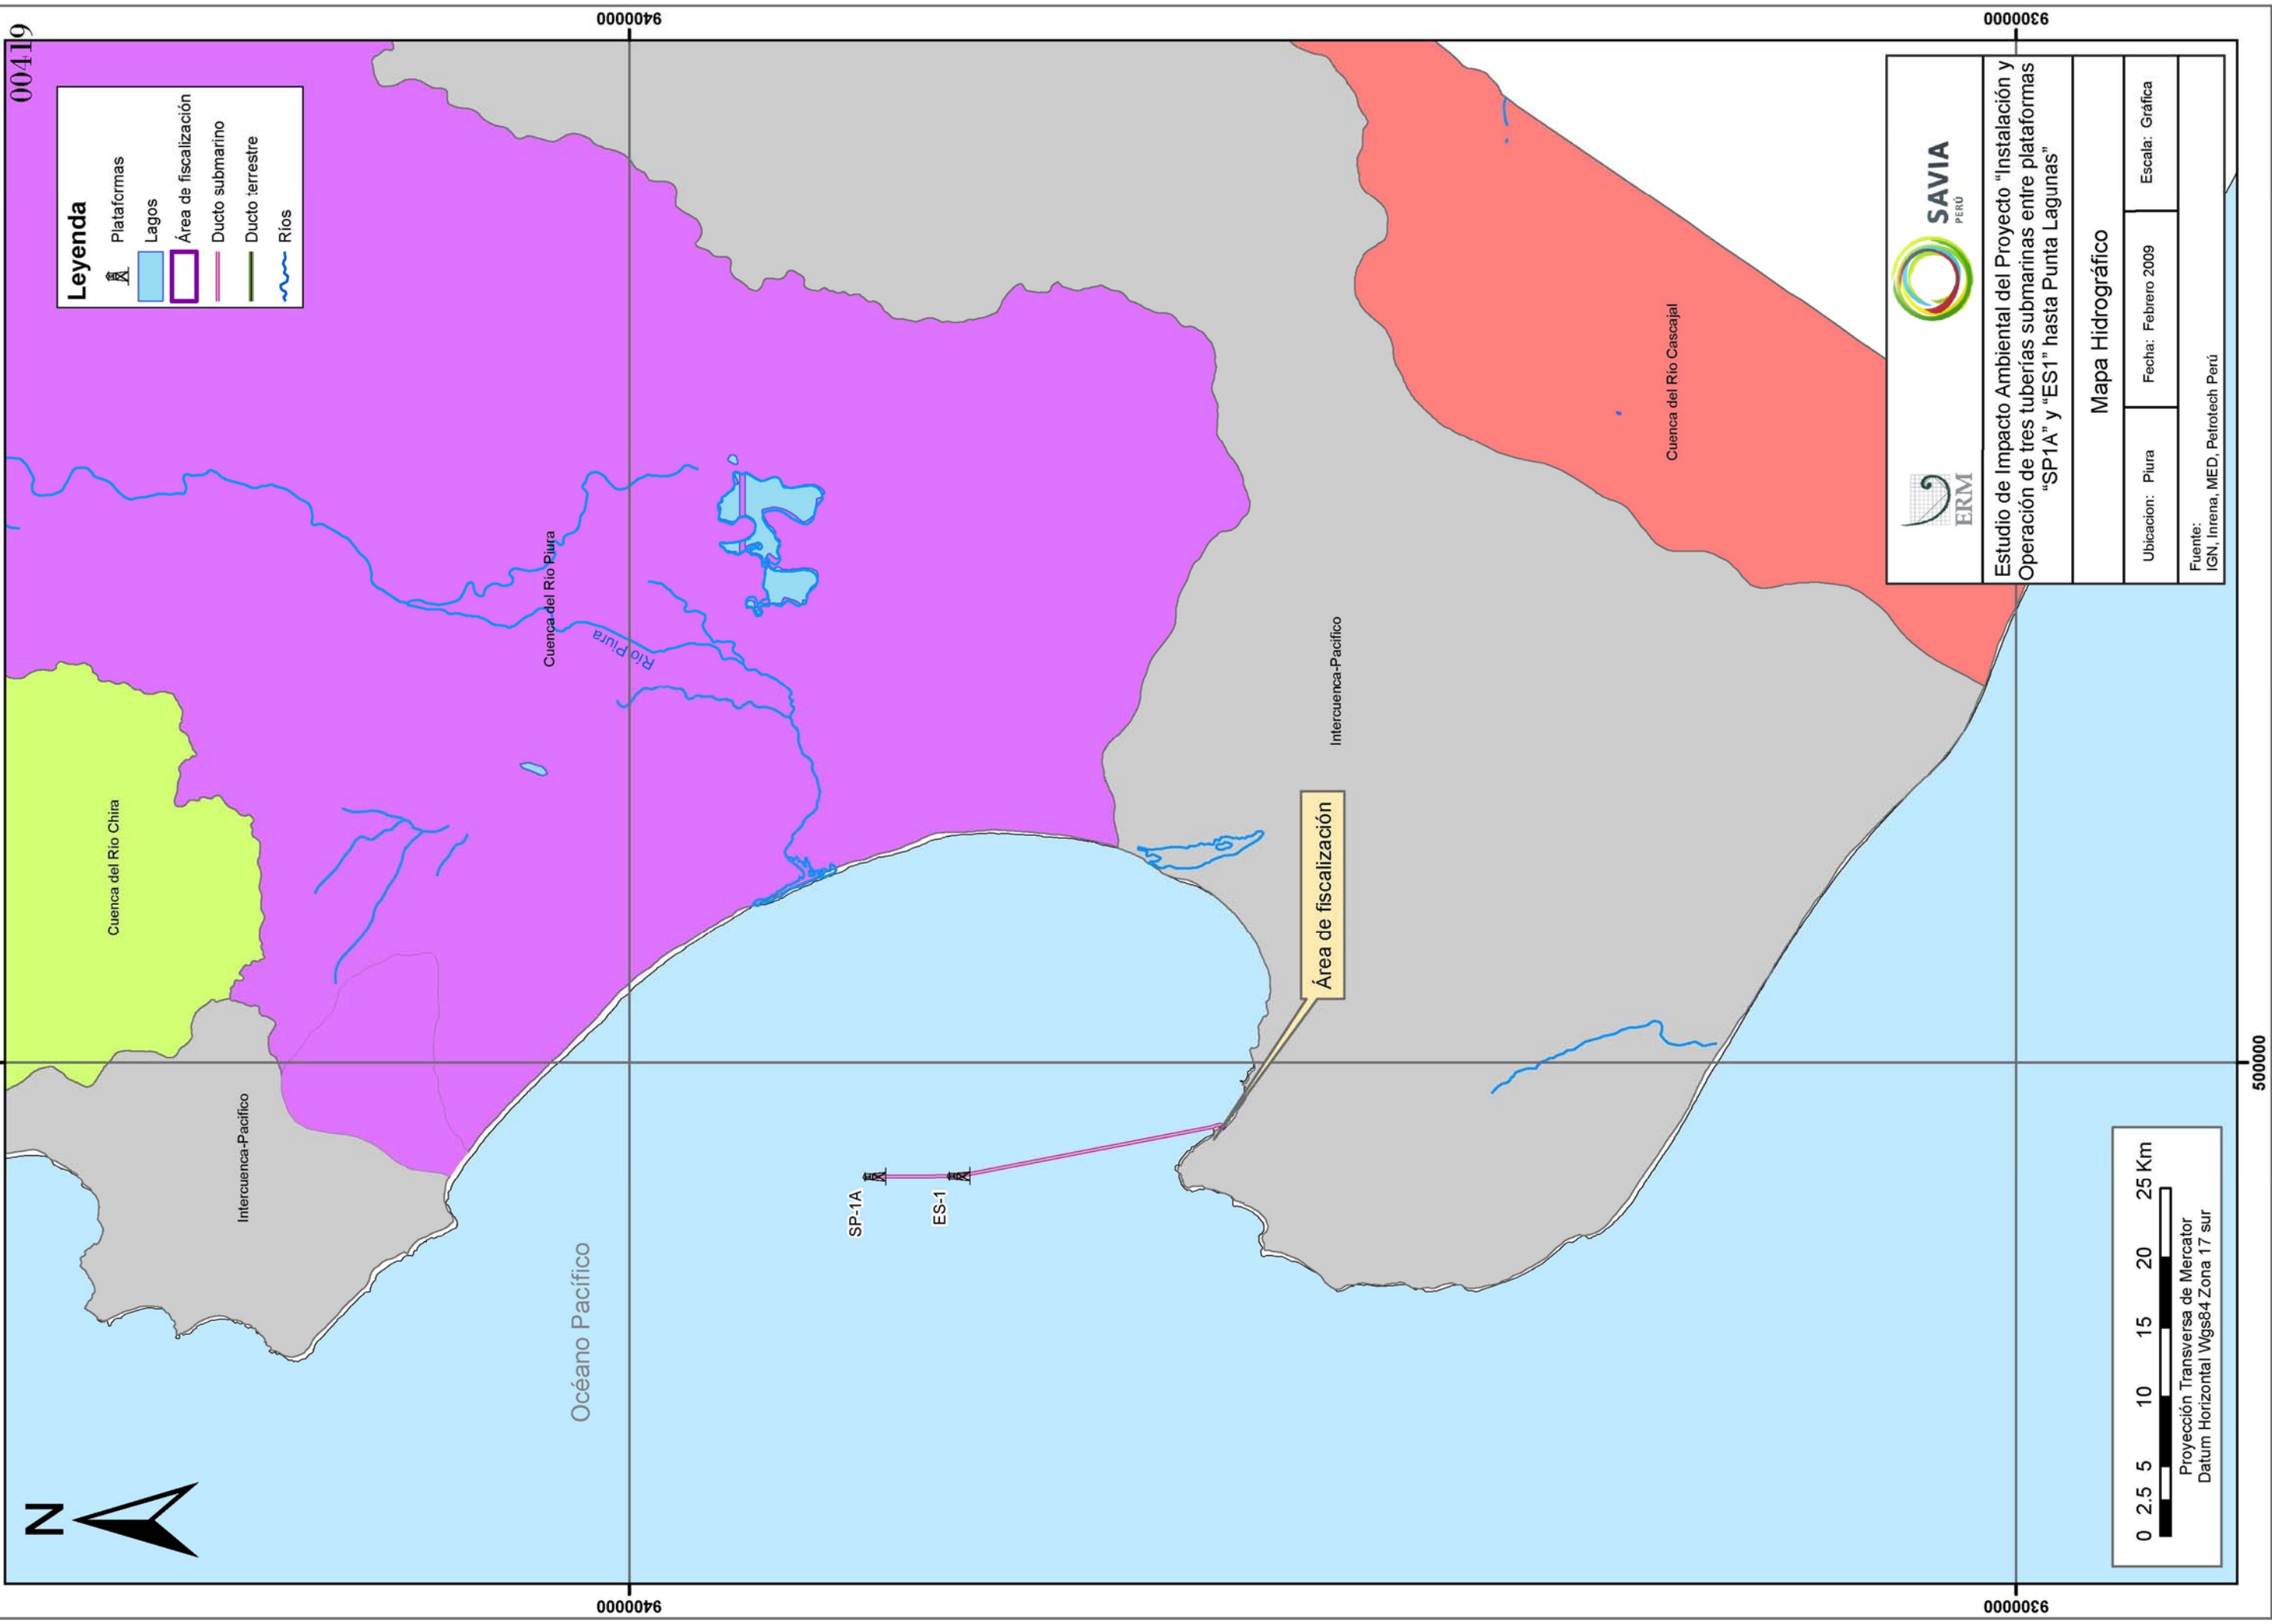 00419
9400000
9300000
Leyenda
Plataformas
Lagos
Área de fiscalización
Ducto submarino
Ducto terrestre
Ríos
N
Cuenca del Río Chira
Cuenca del Río Piura
Río Piura
Intercuenca-Pacifico
Océano Pacífico
SP-1A
ES-1
Área de fiscalización
Intercuenca-Pacifico
Cuenca del Río Cascajal
ERM
SAVIA
PERÚ
Estudio de Impacto Ambiental del Proyecto “Instalación y
Operación de tres tuberías submarinas entre plataformas
“SP1A” y “ES1” hasta Punta Lagunas”
Mapa Hidrográfico
Ubicacion: Piura
Fecha: Febrero 2009
Escala: Gráfica
Fuente:
IGN, Inrena, MED, Petrotech Perú
0 2.5 5 10 15 20 25 Km
Proyección Transversa de Mercator
Datum Horizontal Wgs84 Zona 17 sur
500000
9400000
9300000